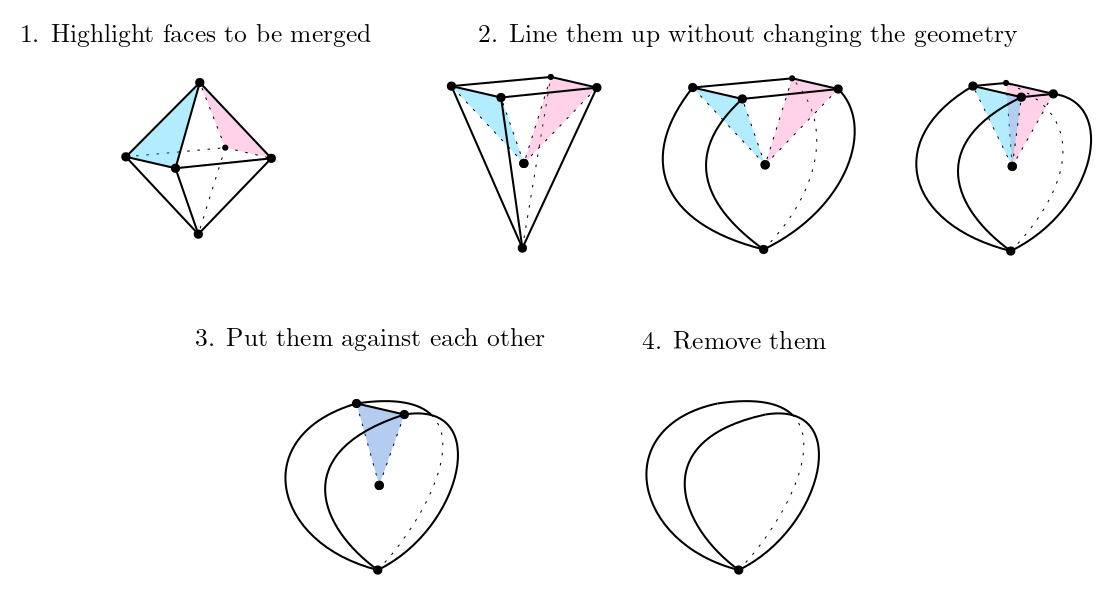 1. Highlight faces to be merged
2. Line them up without changing the geometry
3. Put them against each other
4. Remove them